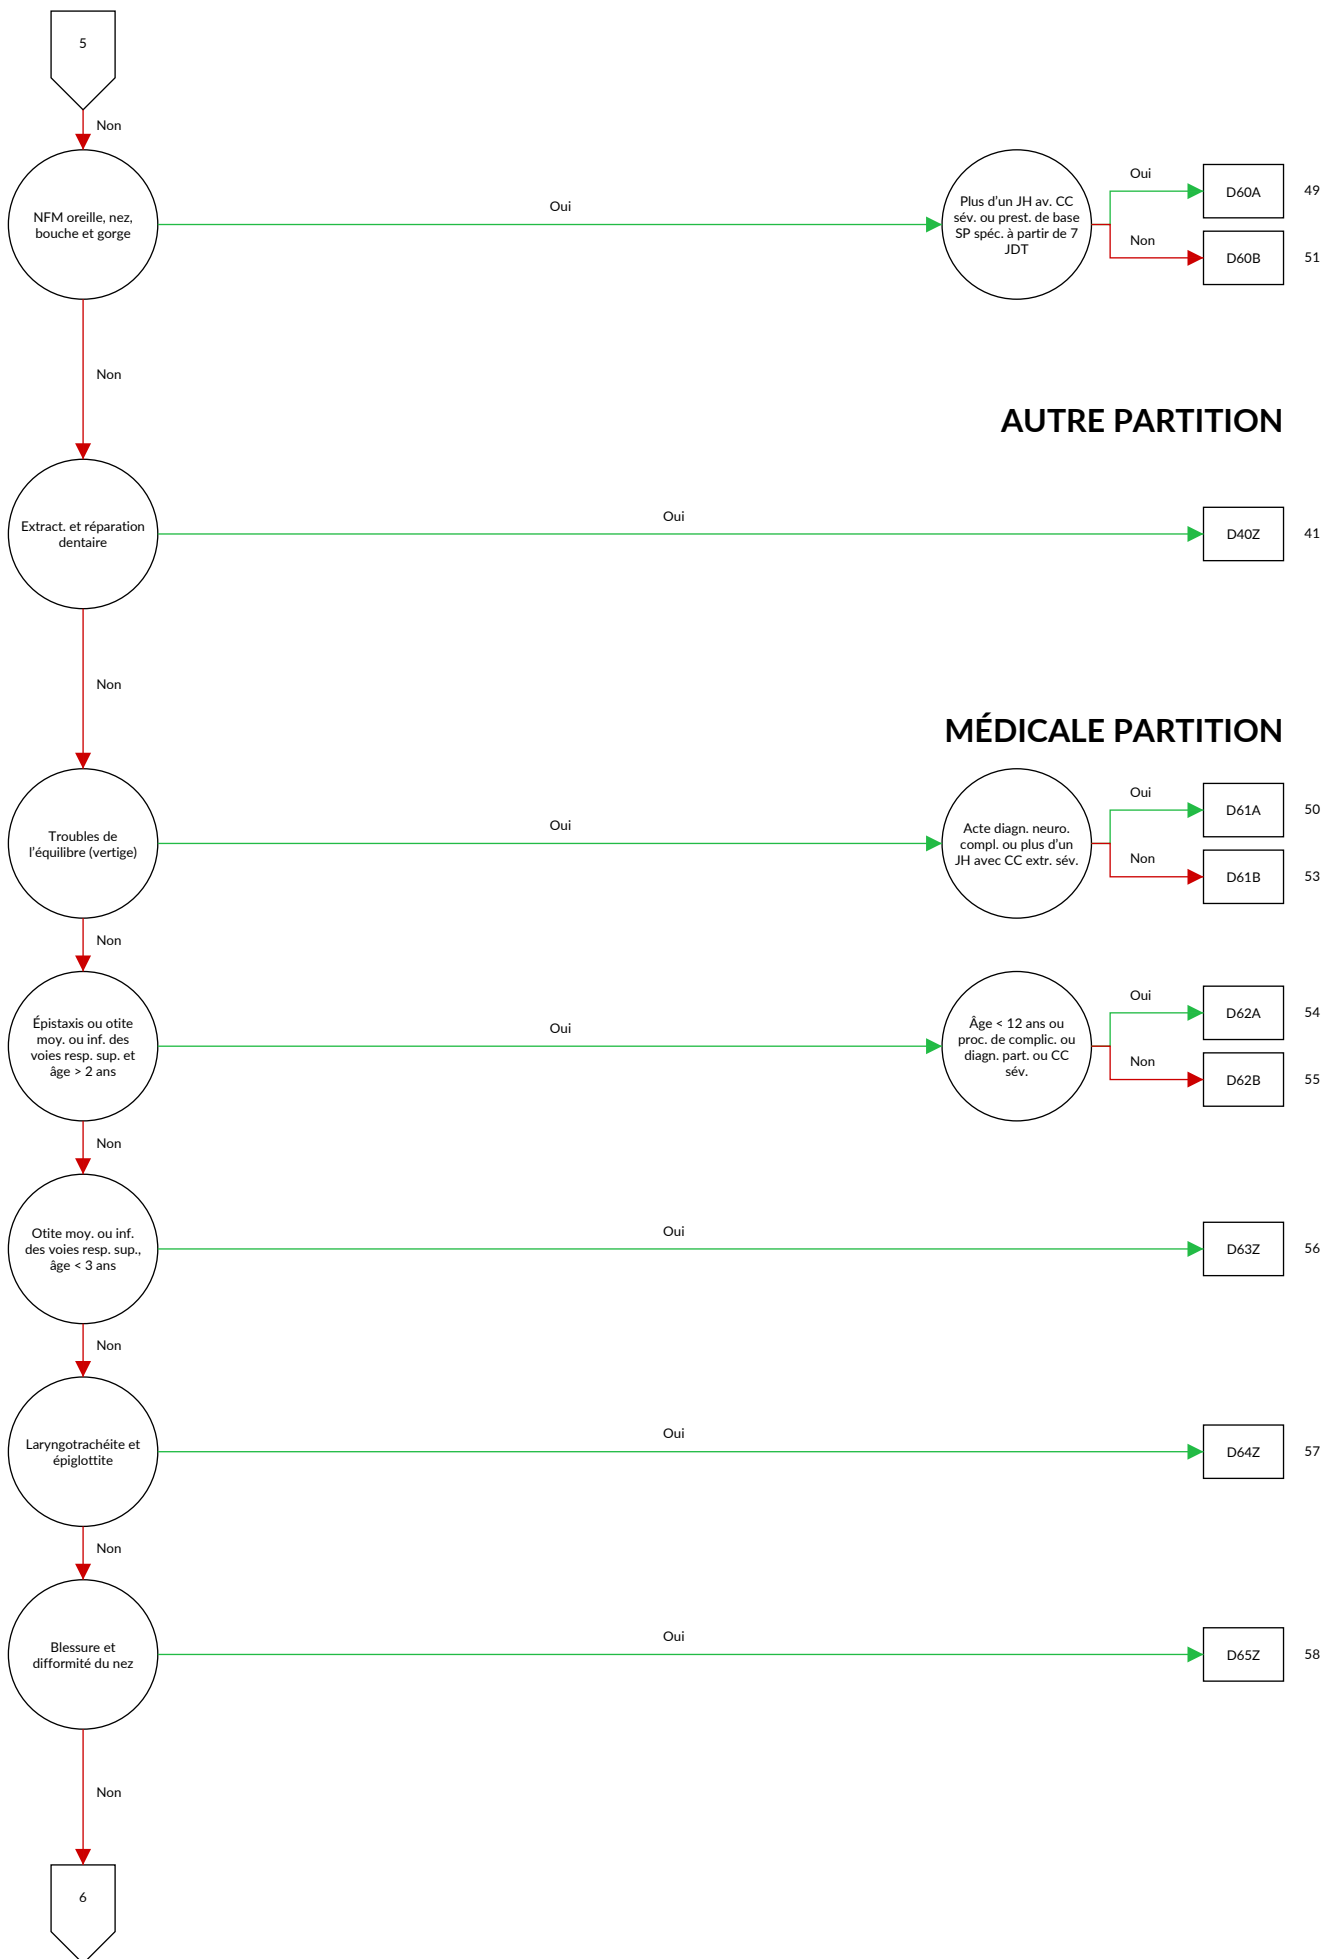 5
Non
NFM oreille, nez,
bouche et gorge
Oui
Plus d'un JH av. CC
sév. ou prest. de base
SP spéc. à partir de 7
JDT
Oui
D60A
49
Non
D60B
51
Non
AUTRE PARTITION
Extract. et réparation
dentaire
Oui
D40Z
41
Non
MÉDICALE PARTITION
Troubles de
l'équilibre (vertige)
Oui
Acte diagn. neuro.
compl. ou plus d'un
JH avec CC extr. sév.
Oui
D61A
50
Non
D61B
53
Non
Épistaxis ou otite
moy. ou inf. des
voies resp. sup. et
âge > 2 ans
Oui
Âge < 12 ans ou
proc. de complic. ou
diagn. part. ou CC
sév.
Oui
D62A
54
Non
D62B
55
Non
Otite moy. ou inf.
des voies resp. sup.,
âge < 3 ans
Oui
D63Z
56
Non
Laryngotrachéite et
épiglottite
Oui
D64Z
57
Non
Blessure et
difformité du nez
Oui
D65Z
58
Non
6